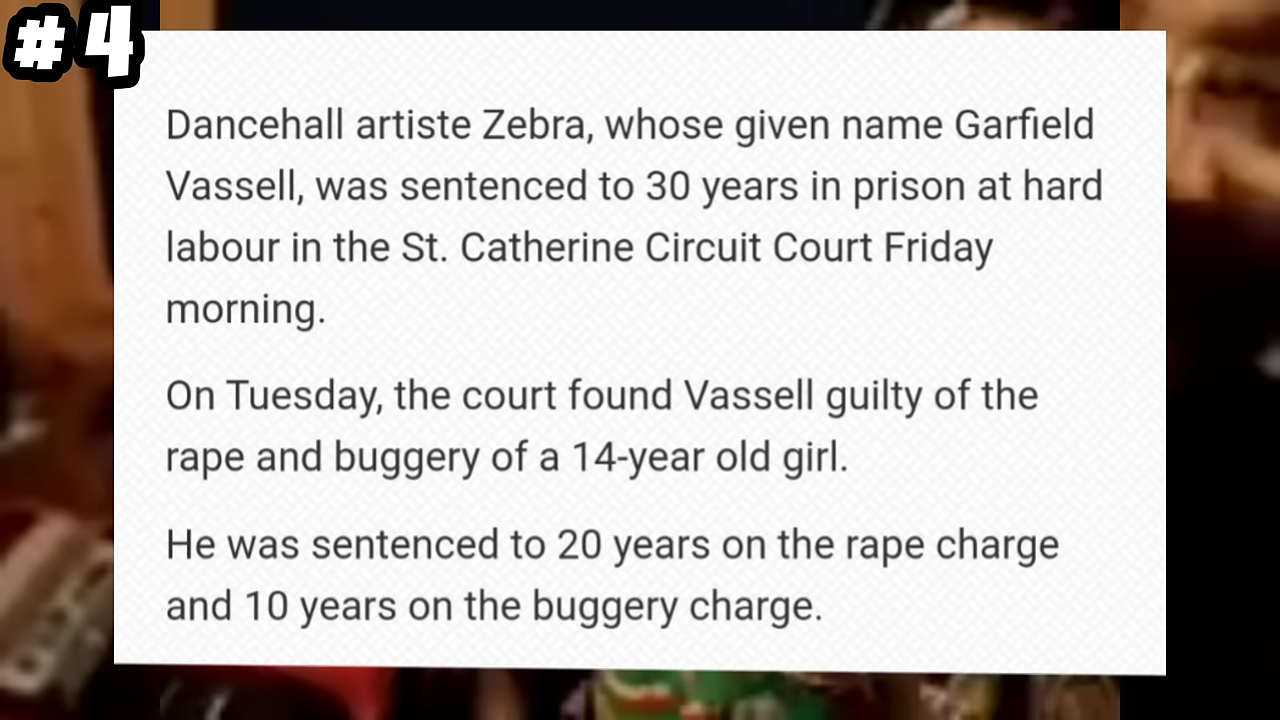 #4
Dancehall artiste Zebra, whose given name Garfield
Vassell, was sentenced to 30 years in prison at hard
labour in the St. Catherine Circuit Court Friday
morning.
On Tuesday, the court found Vassell guilty of the
rape and buggery of a 14-year old girl.
He was sentenced to 20 years on the rape charge
and 10 years on the buggery charge.